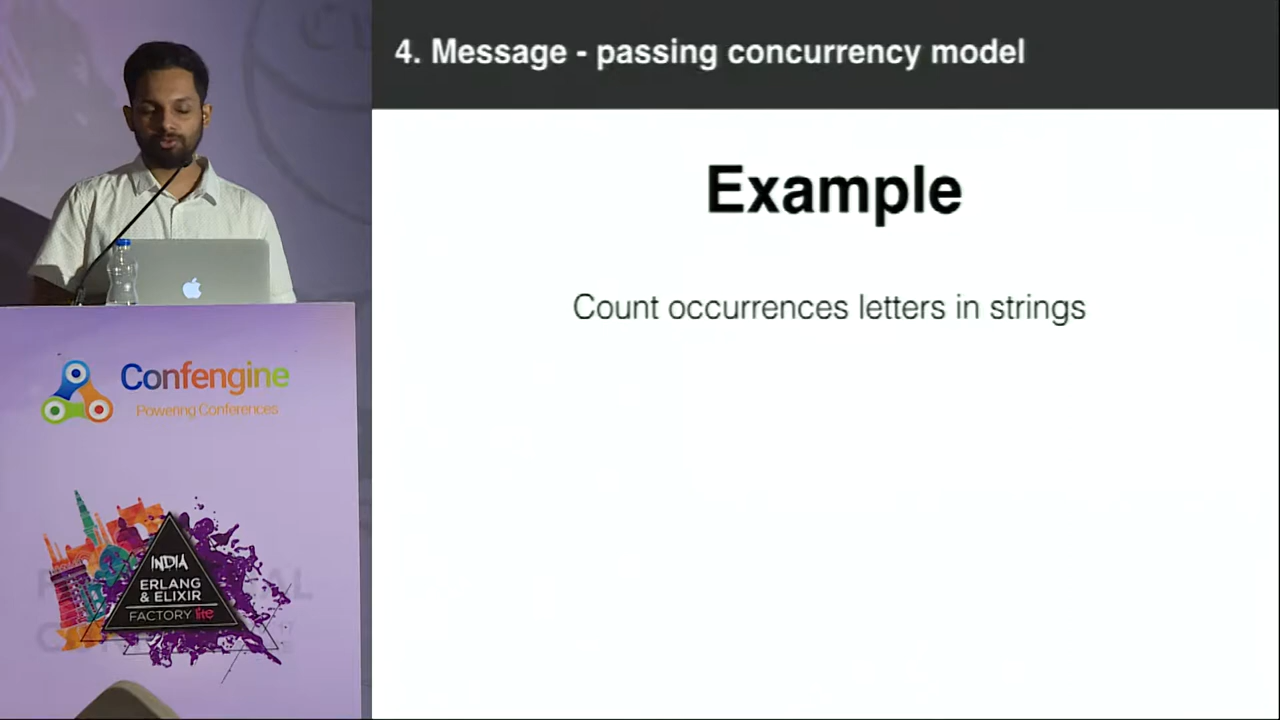 4. Message - passing concurrency model
Example
Count occurrences letters in strings
Confengine
Powering Conferences
INDIA
ERLANG
& ELIXIR
FACTORY lite